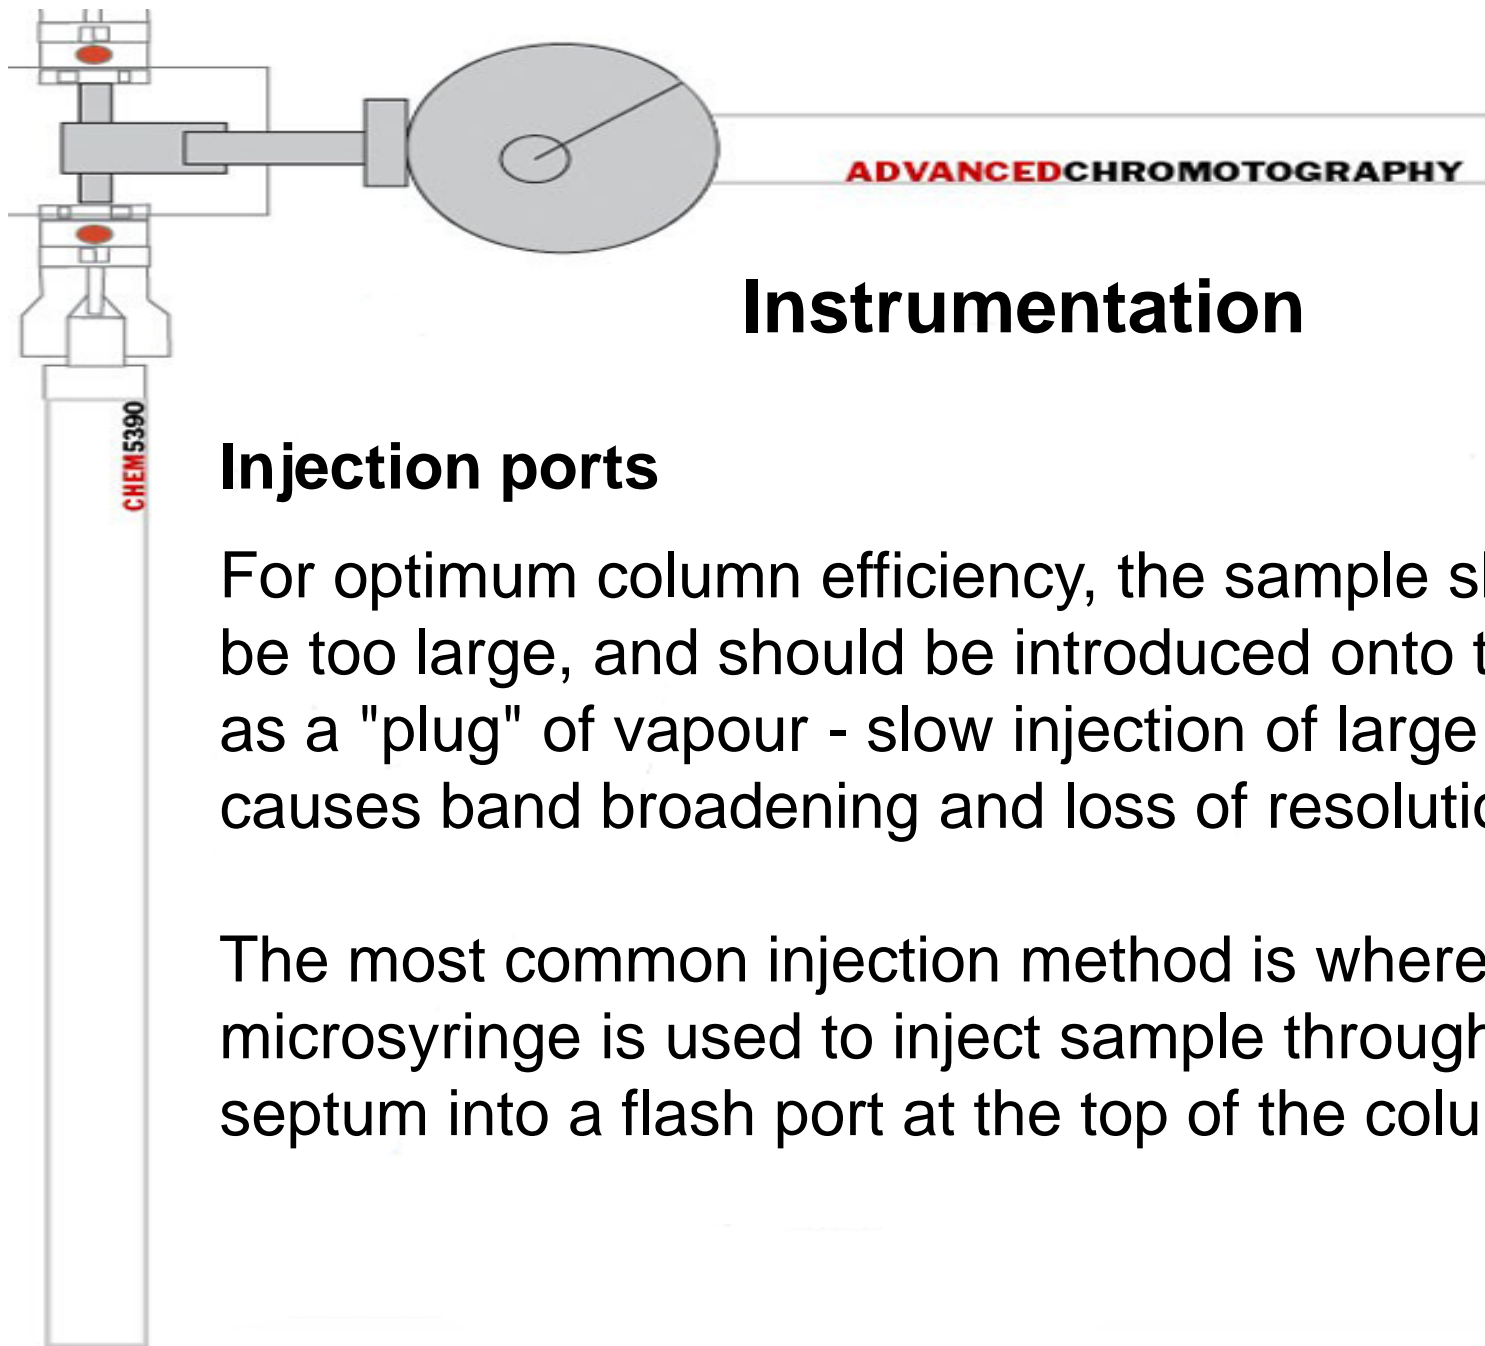 ADVANCEDCHROMOTOGRAPHY
Instrumentation
CHEM5390
Injection ports
For optimum column efficiency, the sample
be too large, and should be introduced onto
as a "plug" of vapour - slow injection of large
causes band broadening and loss of
The most common injection method is where
microsyringe is used to inject sample through
septum into a flash port at the top of the